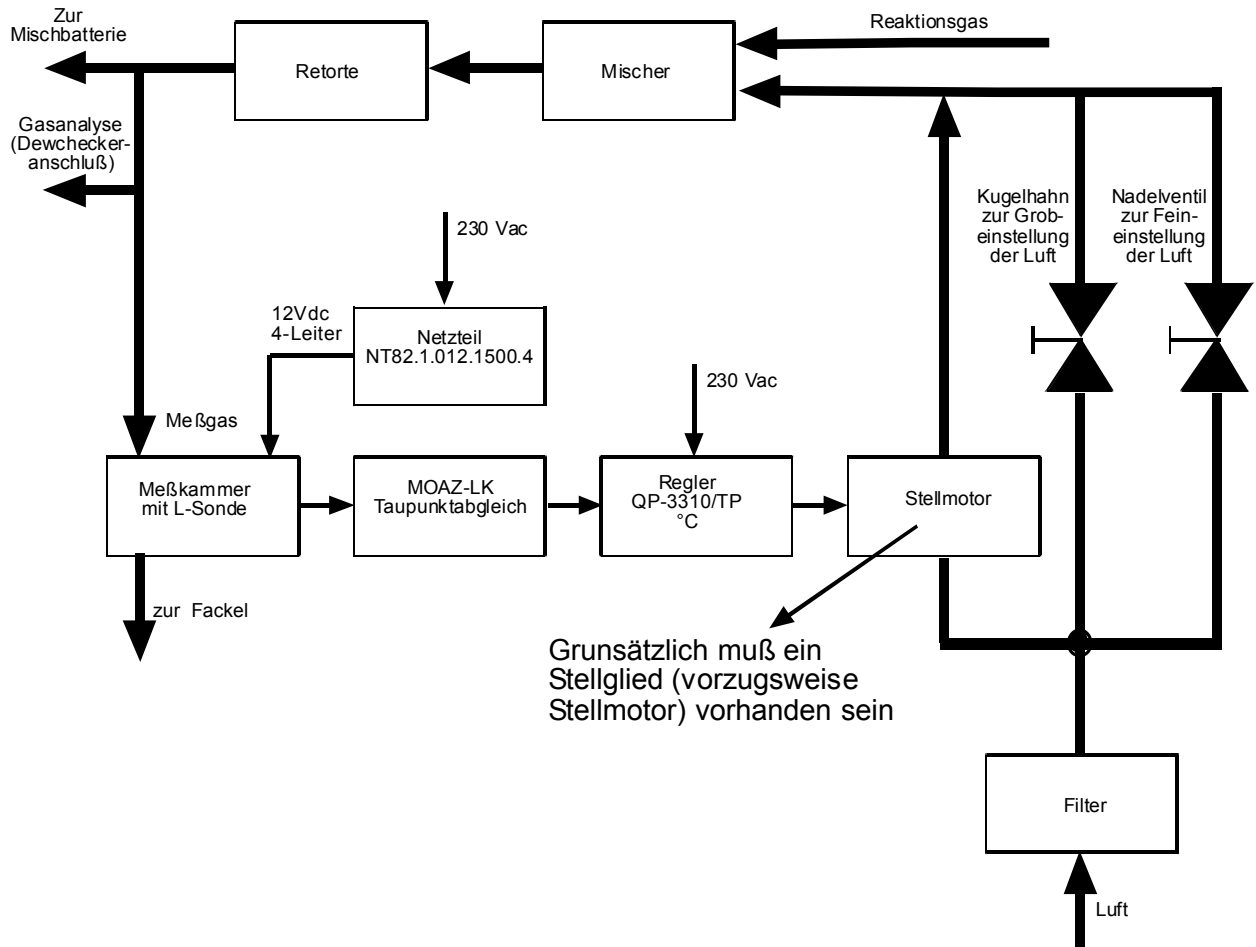 Zur
Mischbatterie
Reaktionsgas
Retorte
Mischer
Gasanalyse
(Dewchecker-
anschluß)
Kugelhahn
zur Grob-
einstellung
der Luft
Nadelventil
zur Fein-
einstellung
der Luft
230 Vac
12Vdc
4-Leiter
Netzteil
NT82.1.012.1500.4
230 Vac
Meßgas
Meßkammer
mit L-Sonde
MOAZ-LK
Taupunktabgleich
Regler
QP-3310/TP
°C
Stellmotor
zur Fackel
Grunsätzlich muß ein
Stellglied (vorzugsweise
Stellmotor) vorhanden sein
Filter
Luft